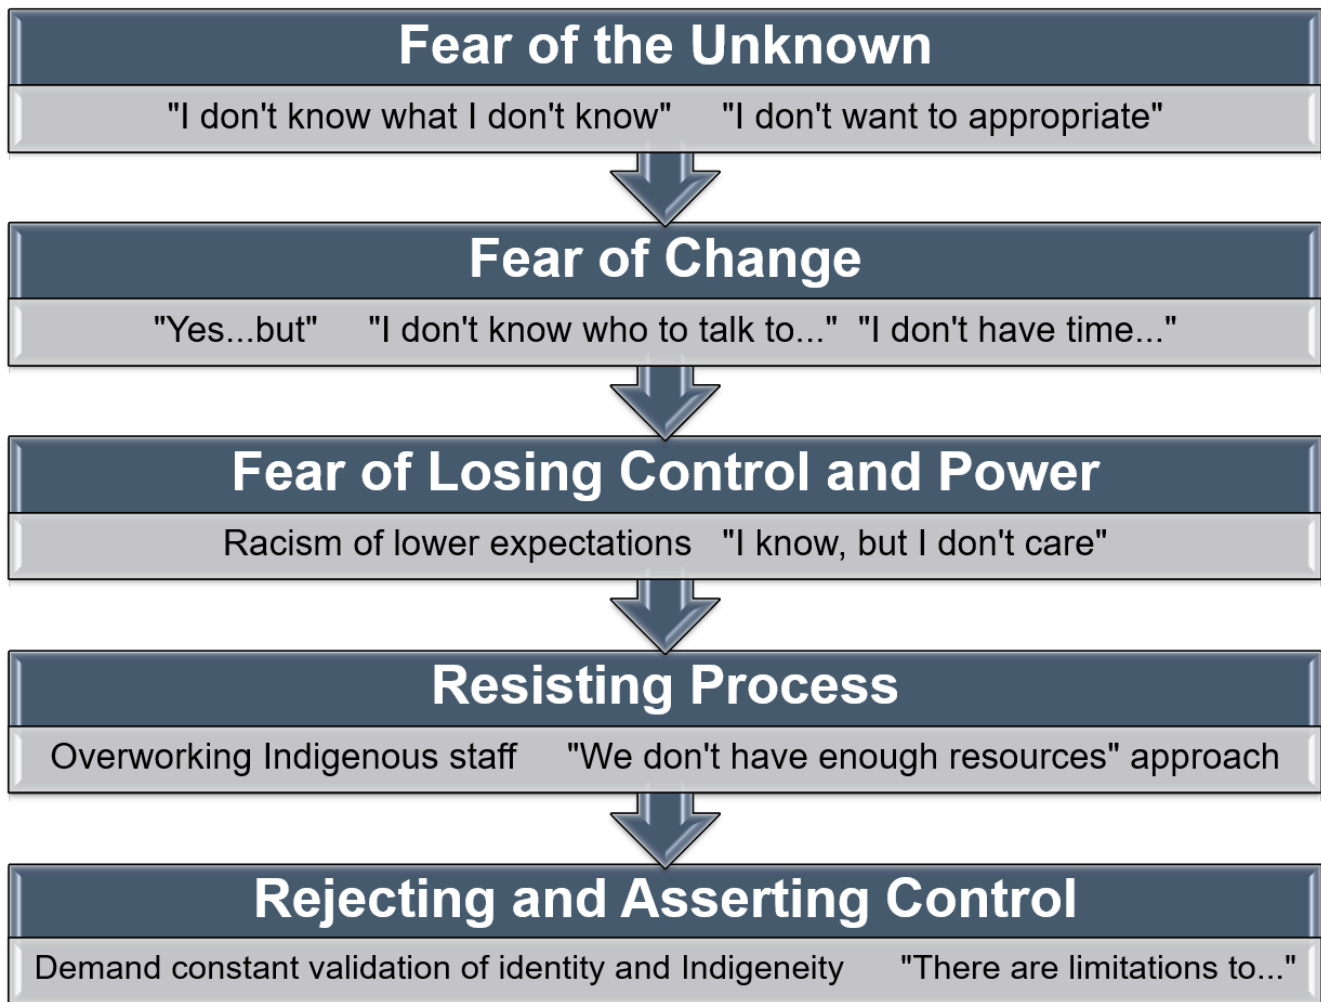 Fear of the Unknown
"I don't know what I don't know" "I don't want to appropriate"
Fear of Change
"Yes...but" "I don't know who to talk to..." "I don't have time..."
Fear of Losing Control and Power
Racism of lower expectations "I know, but I don't care"
Resisting Process
Overworking Indigenous staff "We don't have enough resources" approach
Rejecting and Asserting Control
Demand constant validation of identity and Indigeneity "There are limitations to..."